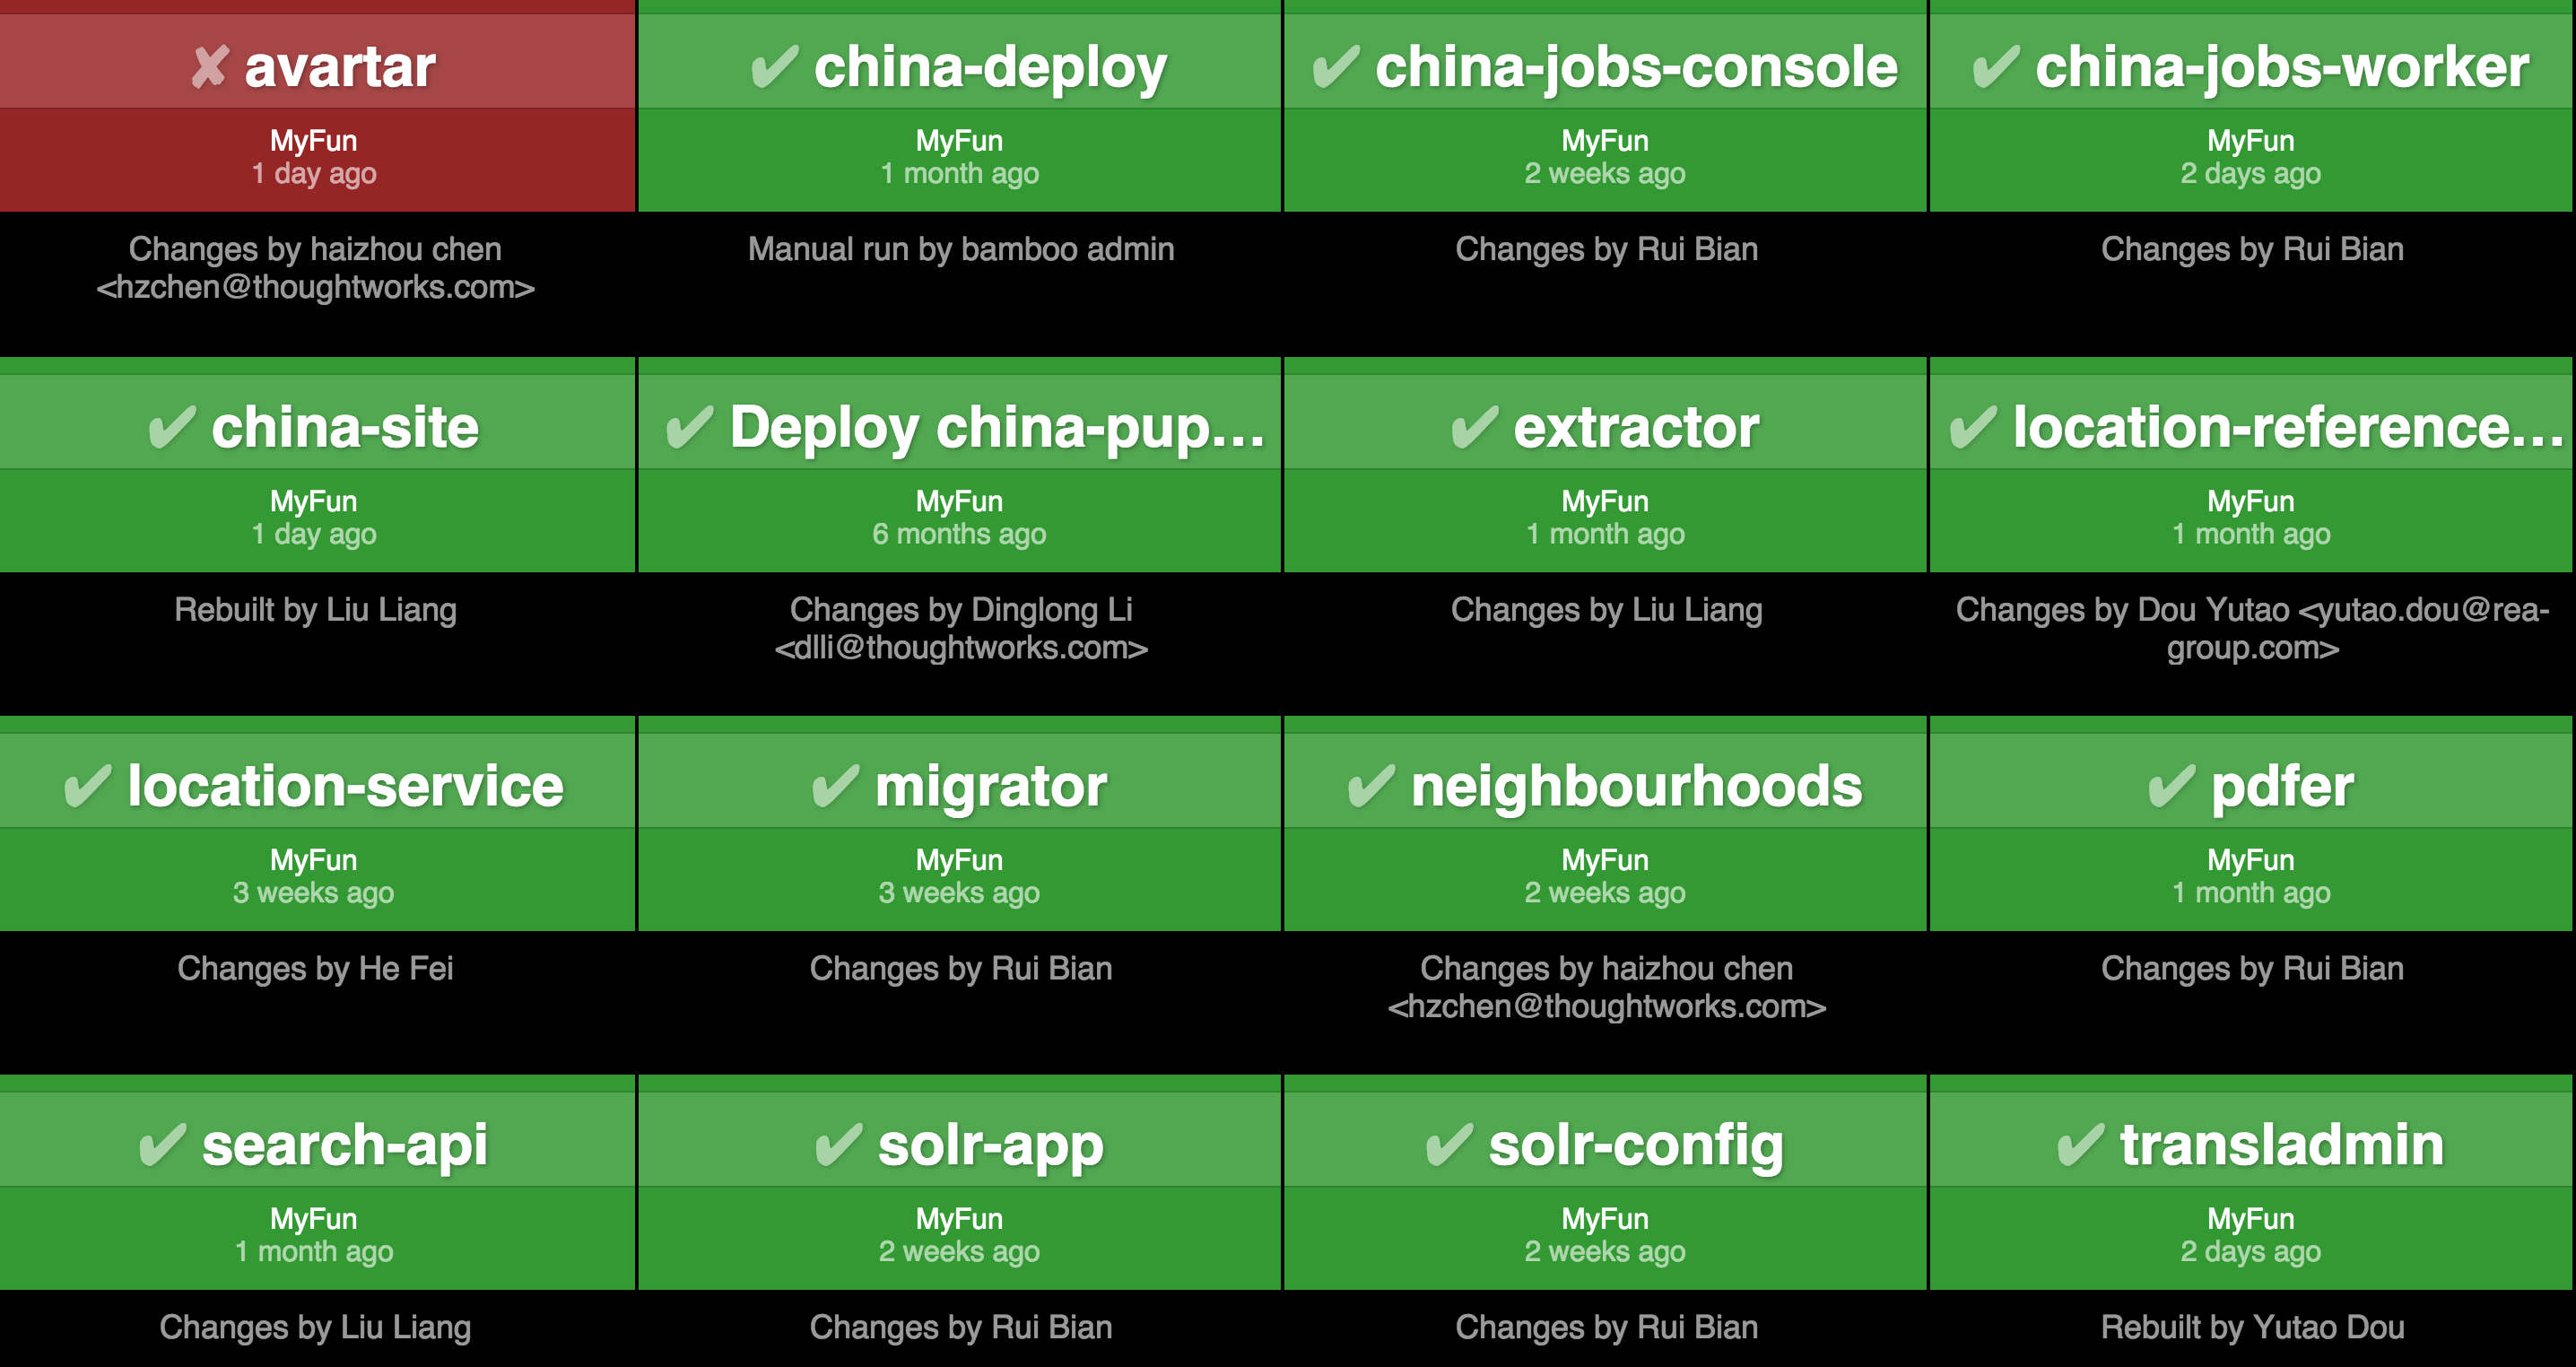 ✘ avartar
MyFun
1 day ago
Changes by haizhou chen
<hzchen@thoughtworks.com>
✔ china-deploy
MyFun
1 month ago
Manual run by bamboo admin
✔ china-jobs-console
MyFun
2 weeks ago
Changes by Rui Bian
✔ china-jobs-worker
MyFun
2 days ago
Changes by Rui Bian
✔ china-site
MyFun
1 day ago
Rebuilt by Liu Liang
✔ Deploy china-pup...
MyFun
6 months ago
Changes by Dinglong Li
<dlli@thoughtworks.com>
✔ extractor
MyFun
1 month ago
Changes by Liu Liang
✔ location-reference...
MyFun
1 month ago
Changes by Dou Yutao <yutao.dou@rea-
group.com>
✔ location-service
MyFun
3 weeks ago
Changes by He Fei
✔ migrator
MyFun
3 weeks ago
Changes by Rui Bian
✔ neighbourhoods
MyFun
2 weeks ago
Changes by haizhou chen
<hzchen@thoughtworks.com>
✔ pdfer
MyFun
1 month ago
Changes by Rui Bian
✔ search-api
MyFun
1 month ago
Changes by Liu Liang
✔ solr-app
MyFun
2 weeks ago
Changes by Rui Bian
✔ solr-config
MyFun
2 weeks ago
Changes by Rui Bian
✔ transladmin
MyFun
2 days ago
Rebuilt by Yutao Dou